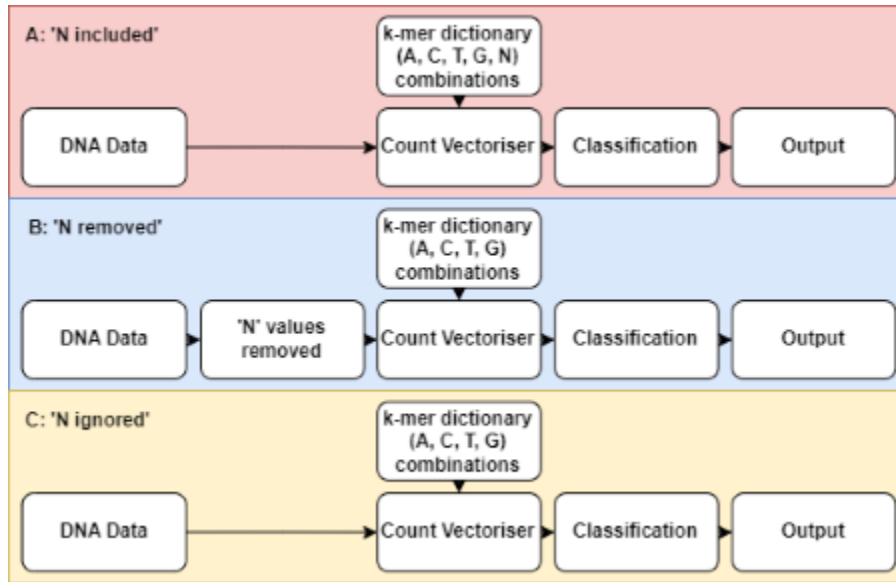 A: 'N included'
k-mer dictionary
(A, C, T, G, N)
combinations
DNA Data
Count Vectoriser
Classification
Output
B: 'N removed'
k-mer dictionary
(A, C, T, G)
combinations
DNA Data
'N' values
removed
Count Vectoriser
Classification
Output
C: 'N ignored'
k-mer dictionary
(A, C, T, G)
combinations
DNA Data
Count Vectoriser
Classification
Output